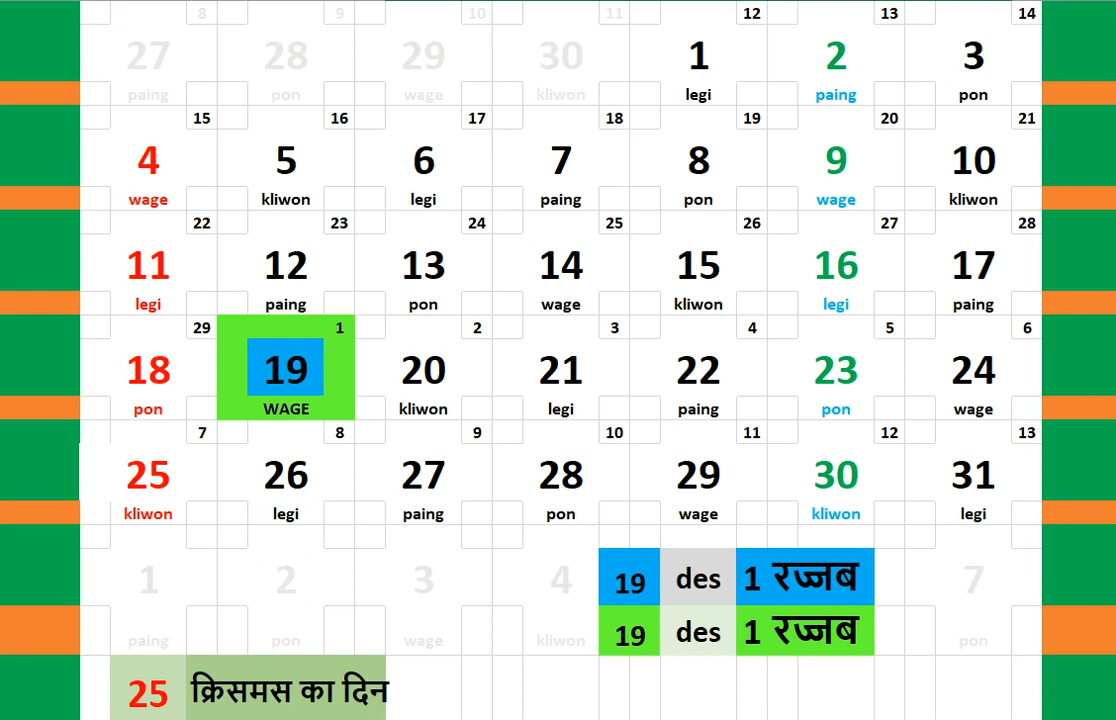 8 9 10 11 12 13 14
27 28 29 30 1 2 3
paing pon wage kliwon legi paing pon
15 16 17 18 19 20 21
4 5 6 7 8 9 10
wage kliwon legi paing pon wage kliwon
22 23 24 25 26 27 28
11 12 13 14 15 16 17
legi paing pon wage kliwon legi paing
29 1 2 3 4 5 6
18 19 20 21 22 23 24
pon WAGE kliwon legi paing pon wage
7 8 9 10 11 12 13
25 26 27 28 29 30 31
kliwon legi paing pon wage kliwon legi
1 2 3 4 19 des 1 रज्जब 7
paing pon wage kliwon 19 des 1 रज्जब pon
25 क्रिसमस का दिन